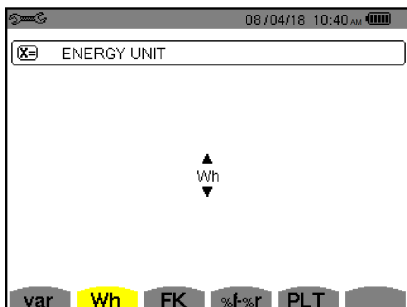 08/04/18 10:40 AM
X= ENERGY UNIT
Wh
var Wh FK %f-%r PLT